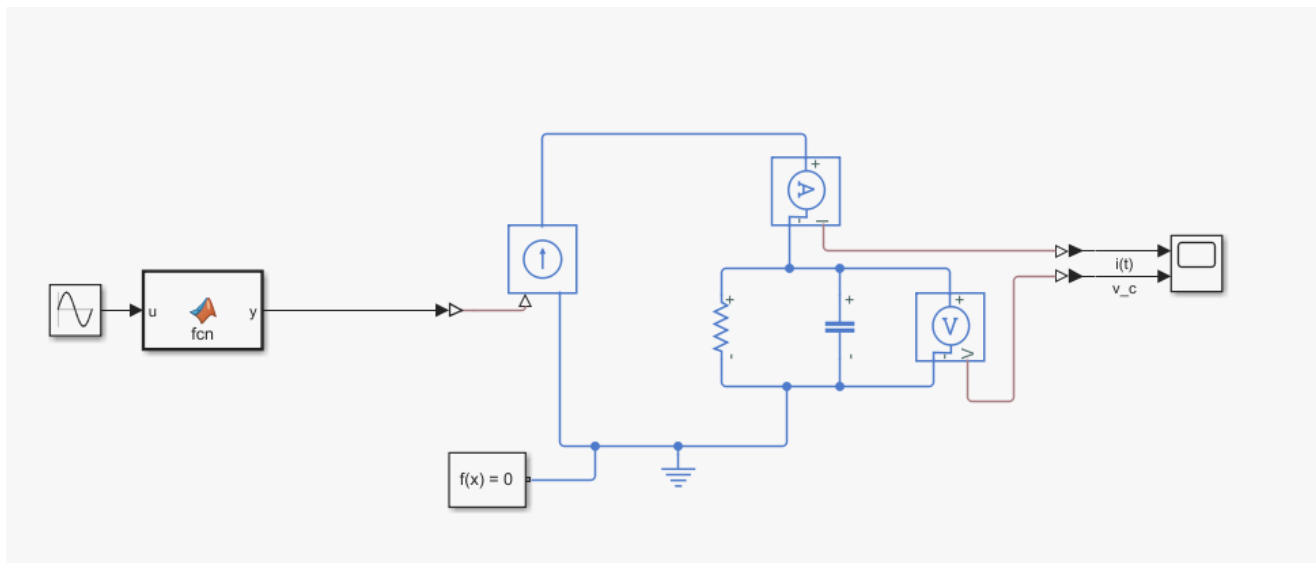 +
A
- I
i(t)
v_c
u
fcn
y
+
-
+
-
+
V
- V
f(x) = 0